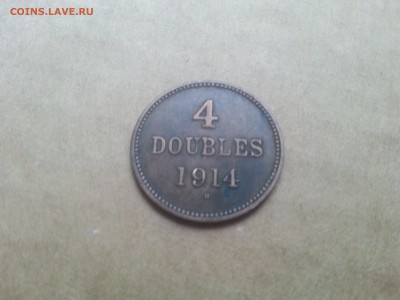 COINS.LAVE.RU
4
DOUBLES
1914
H